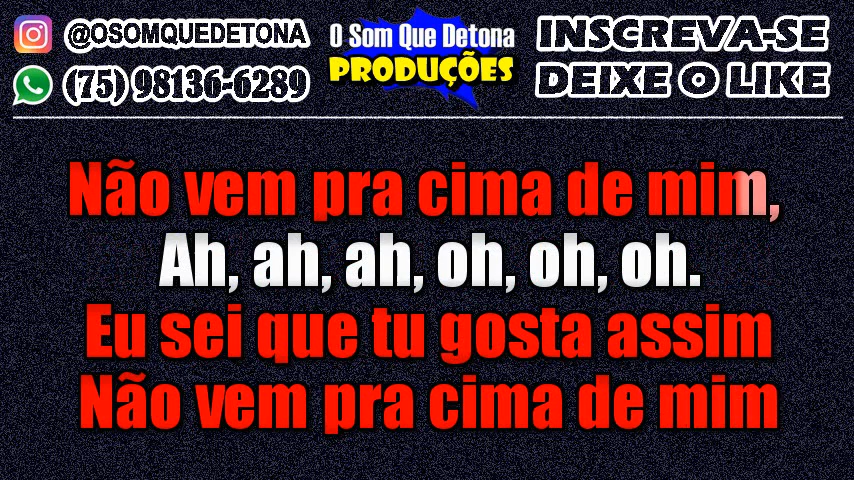 @OSOMQUEDETONA
(75) 98136-6289
O Som Que Detona
PRODUÇÕES
INSCREVA-SE
DEIXE O LIKE
Não vem pra cima de mim,
Ah, ah, ah, oh, oh, oh.
Eu sei que tu gosta assim
Não vem pra cima de mim